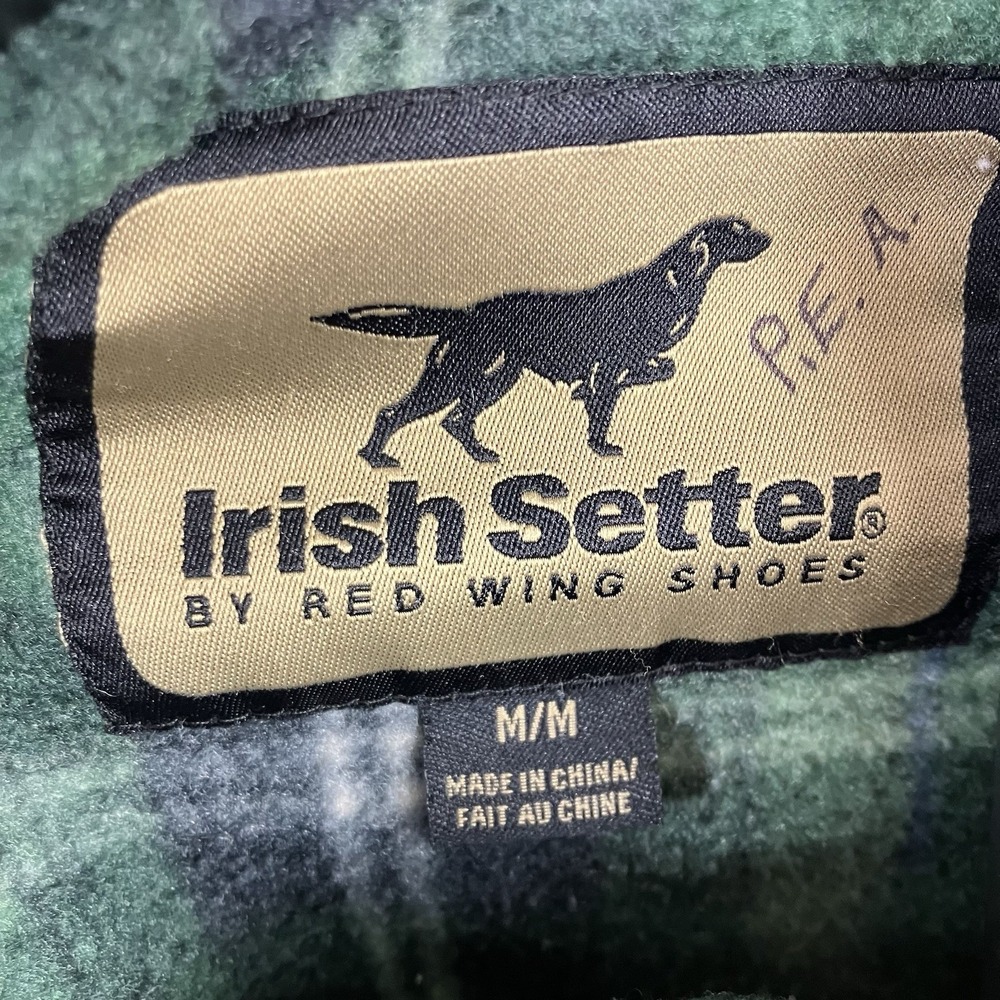 P.E. A.
Irish Setter®
BY RED WING SHOES
M/M
MADE IN CHINA/
FAIT AU CHINE